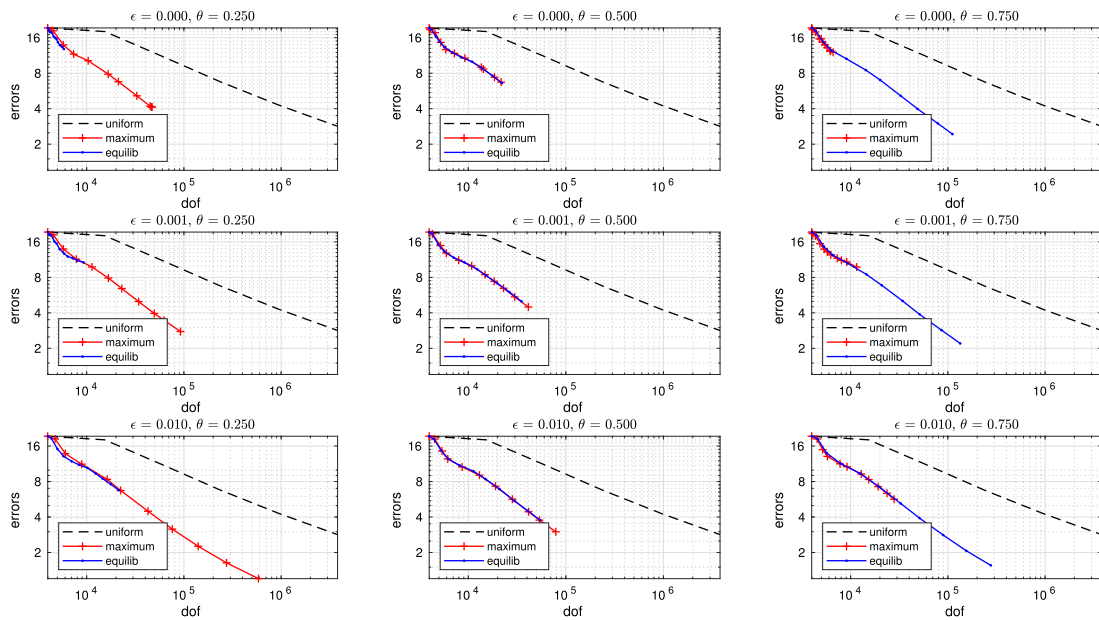 ϵ = 0.000, θ = 0.250
16
8
4
2
errors
uniform
maximum
equilib
10^4
10^5
10^6
dof
ϵ = 0.000, θ = 0.500
16
8
4
2
errors
uniform
maximum
equilib
10^4
10^5
10^6
dof
ϵ = 0.000, θ = 0.750
16
8
4
2
errors
uniform
maximum
equilib
10^4
10^5
10^6
dof
ϵ = 0.001, θ = 0.250
16
8
4
2
errors
uniform
maximum
equilib
10^4
10^5
10^6
dof
ϵ = 0.001, θ = 0.500
16
8
4
2
errors
uniform
maximum
equilib
10^4
10^5
10^6
dof
ϵ = 0.001, θ = 0.750
16
8
4
2
errors
uniform
maximum
equilib
10^4
10^5
10^6
dof
ϵ = 0.010, θ = 0.250
16
8
4
2
errors
uniform
maximum
equilib
10^4
10^5
10^6
dof
ϵ = 0.010, θ = 0.500
16
8
4
2
errors
uniform
maximum
equilib
10^4
10^5
10^6
dof
ϵ = 0.010, θ = 0.750
16
8
4
2
errors
uniform
maximum
equilib
10^4
10^5
10^6
dof